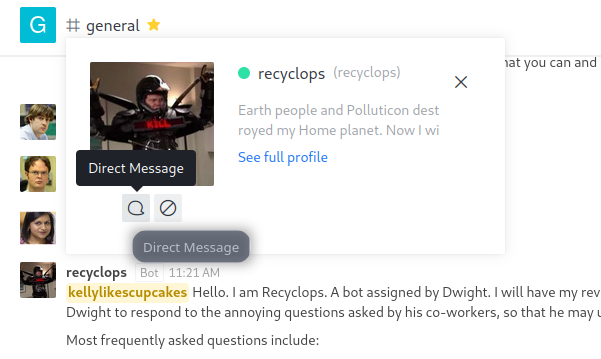 G
general
hat you can and
recyclops (recyclops)
Earth people and Polluticon dest
royed my Home planet. Now I wi
See full profile
KILL
Direct Message
Direct Message
recyclops Bot 11:21 AM
kellylikescupcakes Hello. I am Recyclops. A bot assigned by Dwight. I will have my rev
Dwight to respond to the annoying questions asked by his co-workers, so that he may u
Most frequently asked questions include: